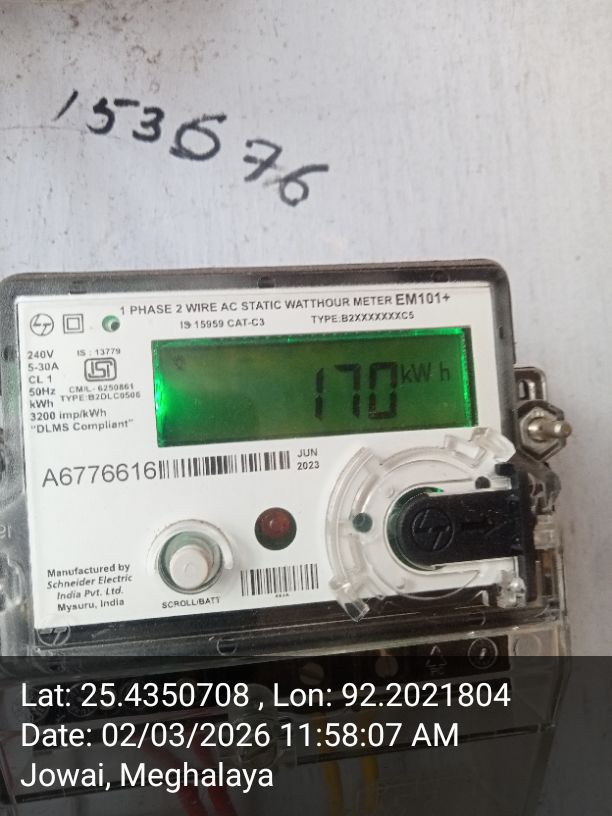 153676
1 PHASE 2 WIRE AC STATIC WATTHOUR METER EM101+
IS 15959 CAT-C3 TYPE:B2XXXXXXXC5
240V
5-30A
CL 1
50Hz
kWh
3200 imp/kWh
"DLMS Compliant"
IS : 13779
ISI
CM/L- 6250861
TYPE:B2DLC0506
170 kWh
A6776616
JUN
2023
Manufactured by
Schneider Electric
India Pvt. Ltd.
Mysuru, India
SCROLL/BATT
Lat: 25.4350708 , Lon: 92.2021804
Date: 02/03/2026 11:58:07 AM
Jowai, Meghalaya